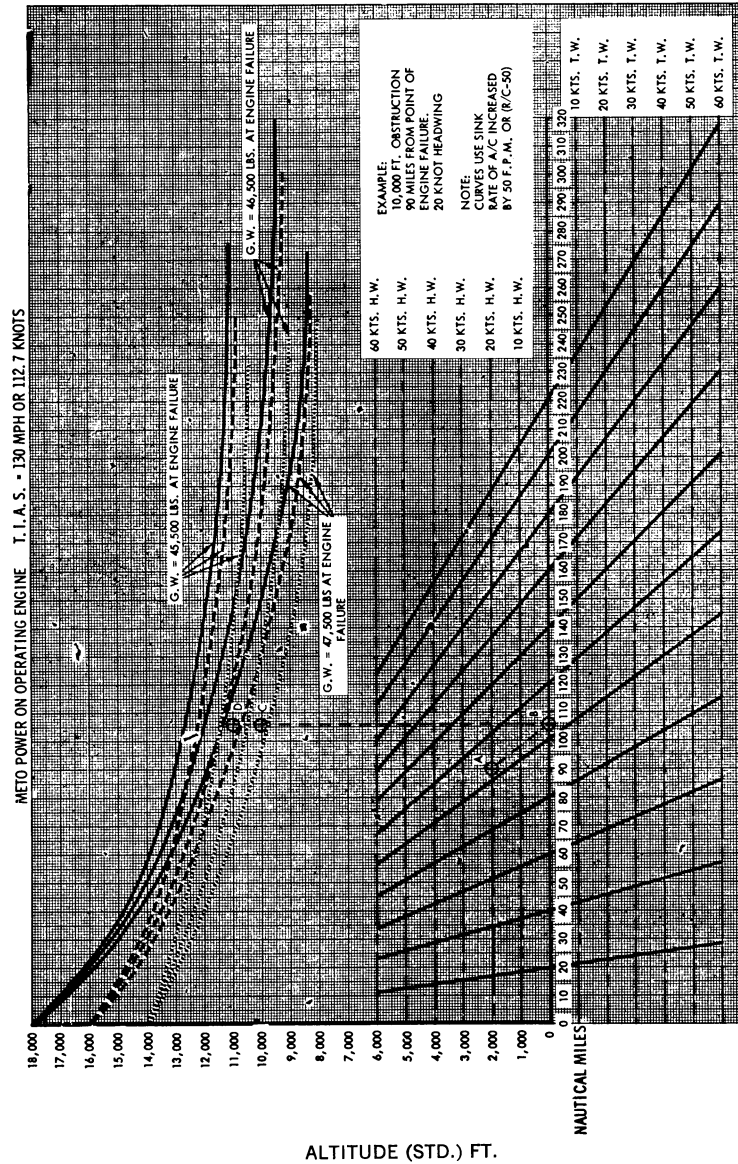 METO POWER ON OPERATING ENGINE T.I.A.S. = 130 MPH OR 112.7 KNOTS
18,000
17,000
16,000
15,000
14,000
13,000
12,000
11,000
10,000
9,000
8,000
7,000
6,000
5,000
4,000
3,000
2,000
1,000
0
ALTITUDE (STD.) FT.
G.W. = 45,500 LBS. AT ENGINE FAILURE
G.W. = 46,500 LBS. AT ENGINE FAILURE
G.W. = 47,500 LBS AT ENGINE
FAILURE
D
C
A
B
60 KTS. H.W.
50 KTS. H.W.
40 KTS. H.W.
30 KTS. H.W.
20 KTS. H.W.
10 KTS. H.W.
EXAMPLE:
10,000 FT. OBSTRUCTION
90 MILES FROM POINT OF
ENGINE FAILURE.
20 KNOT HEADWING
NOTE:
CURVES USE SINK
RATE OF A/C INCREASED
BY 50 F.P.M. OR (R/C-50)
0 10 20 30 40 50 60 70 80 90 100 110 120 130 140 150 160 170 180 190 200 210 220 230 240 250 260 270 280 290 300 310 320
NAUTICAL MILES
10 KTS. T.W.
20 KTS. T.W.
30 KTS. T.W.
40 KTS. T.W.
50 KTS. T.W.
60 KTS. T.W.